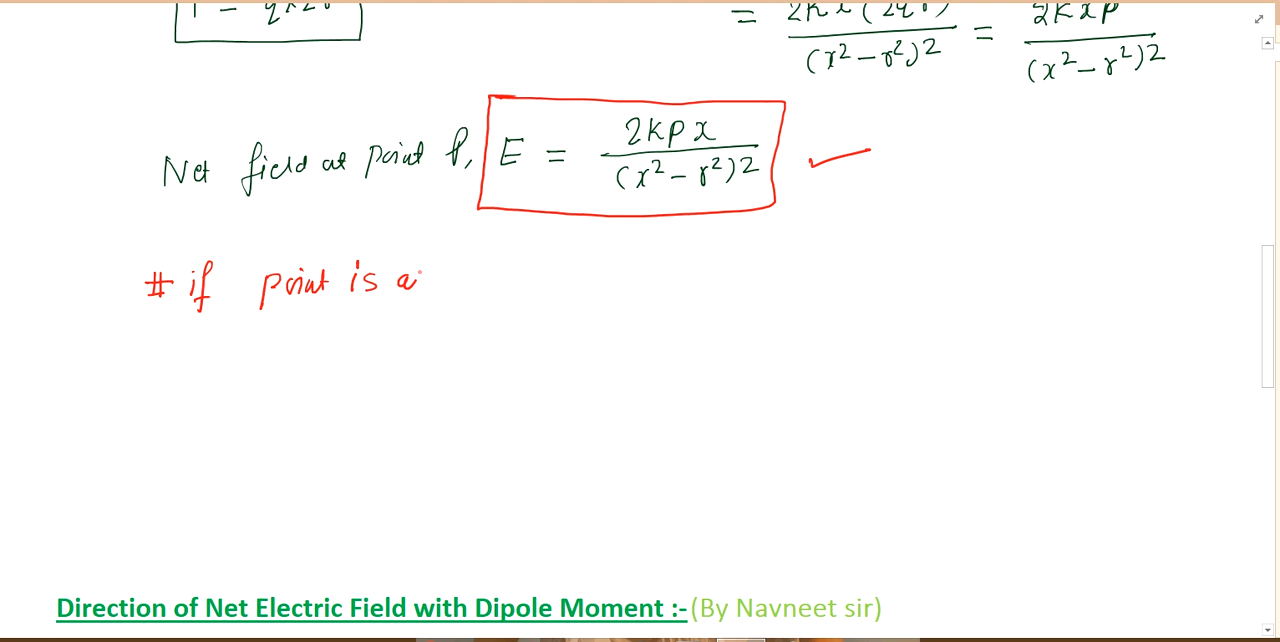 = 2kx(2qr) / (x² – r²)² = 2kxp / (x² – r²)²
Net field at point P, E = 2kpx / (x² – r²)²
# if point is a
Direction of Net Electric Field with Dipole Moment :-(By Navneet sir)